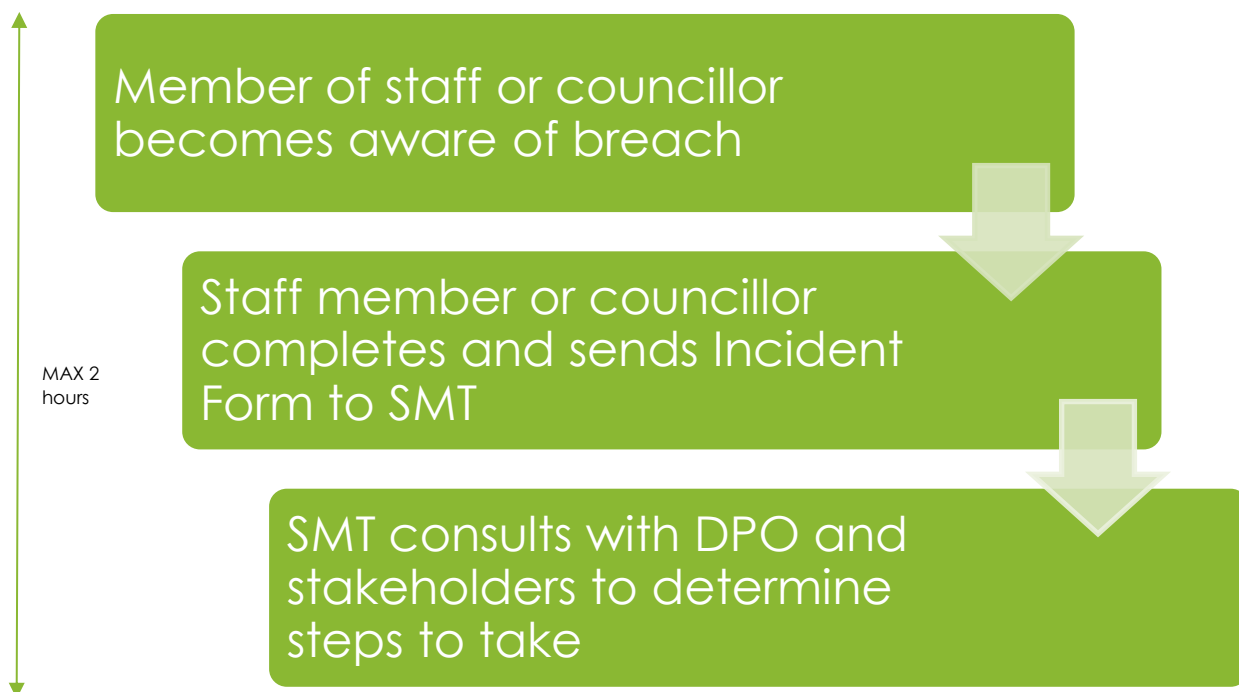 Member of staff or councillor
becomes aware of breach
Staff member or councillor
completes and sends Incident
Form to SMT
MAX 2
hours
SMT consults with DPO and
stakeholders to determine
steps to take